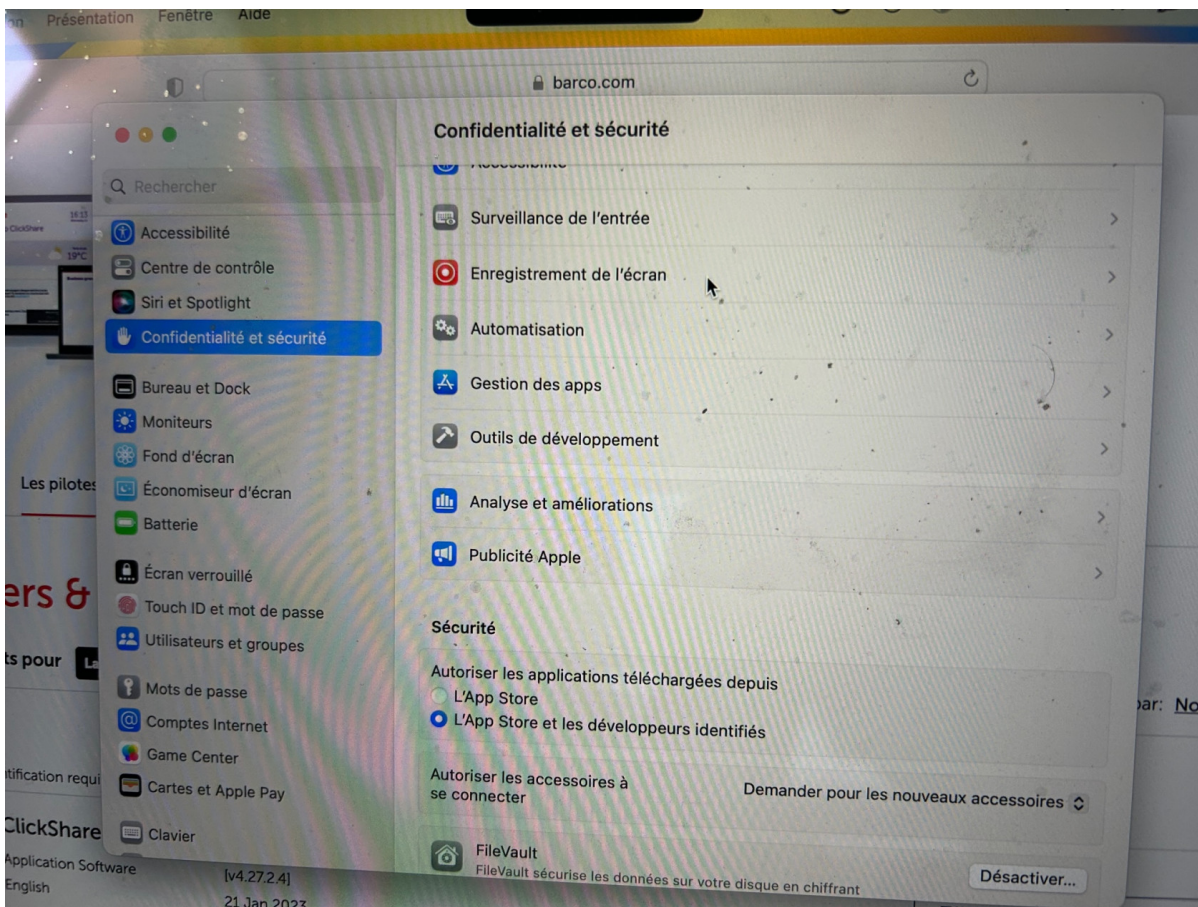 Présentation Fenêtre Aide
barco.com
Confidentialité et sécurité
Rechercher
Accessibilité
Centre de contrôle
Siri et Spotlight
Confidentialité et sécurité
Bureau et Dock
Moniteurs
Fond d'écran
Économiseur d'écran
Batterie
Écran verrouillé
Touch ID et mot de passe
Utilisateurs et groupes
Mots de passe
Comptes Internet
Game Center
Cartes et Apple Pay
Clavier
Accessibilité
Surveillance de l'entrée
Enregistrement de l'écran
Automatisation
Gestion des apps
Outils de développement
Analyse et améliorations
Publicité Apple
Sécurité
Autoriser les applications téléchargées depuis
L'App Store
L'App Store et les développeurs identifiés
Autoriser les accessoires à
se connecter
Demander pour les nouveaux accessoires
FileVault
FileVault sécurise les données sur votre disque en chiffrant
Désactiver...
ClickShare
19°C
Les pilotes
ers &
ts pour
par: No
ntification requi
ClickShare
Application Software
English
[v4.27.2.4]
21 Jan 2023